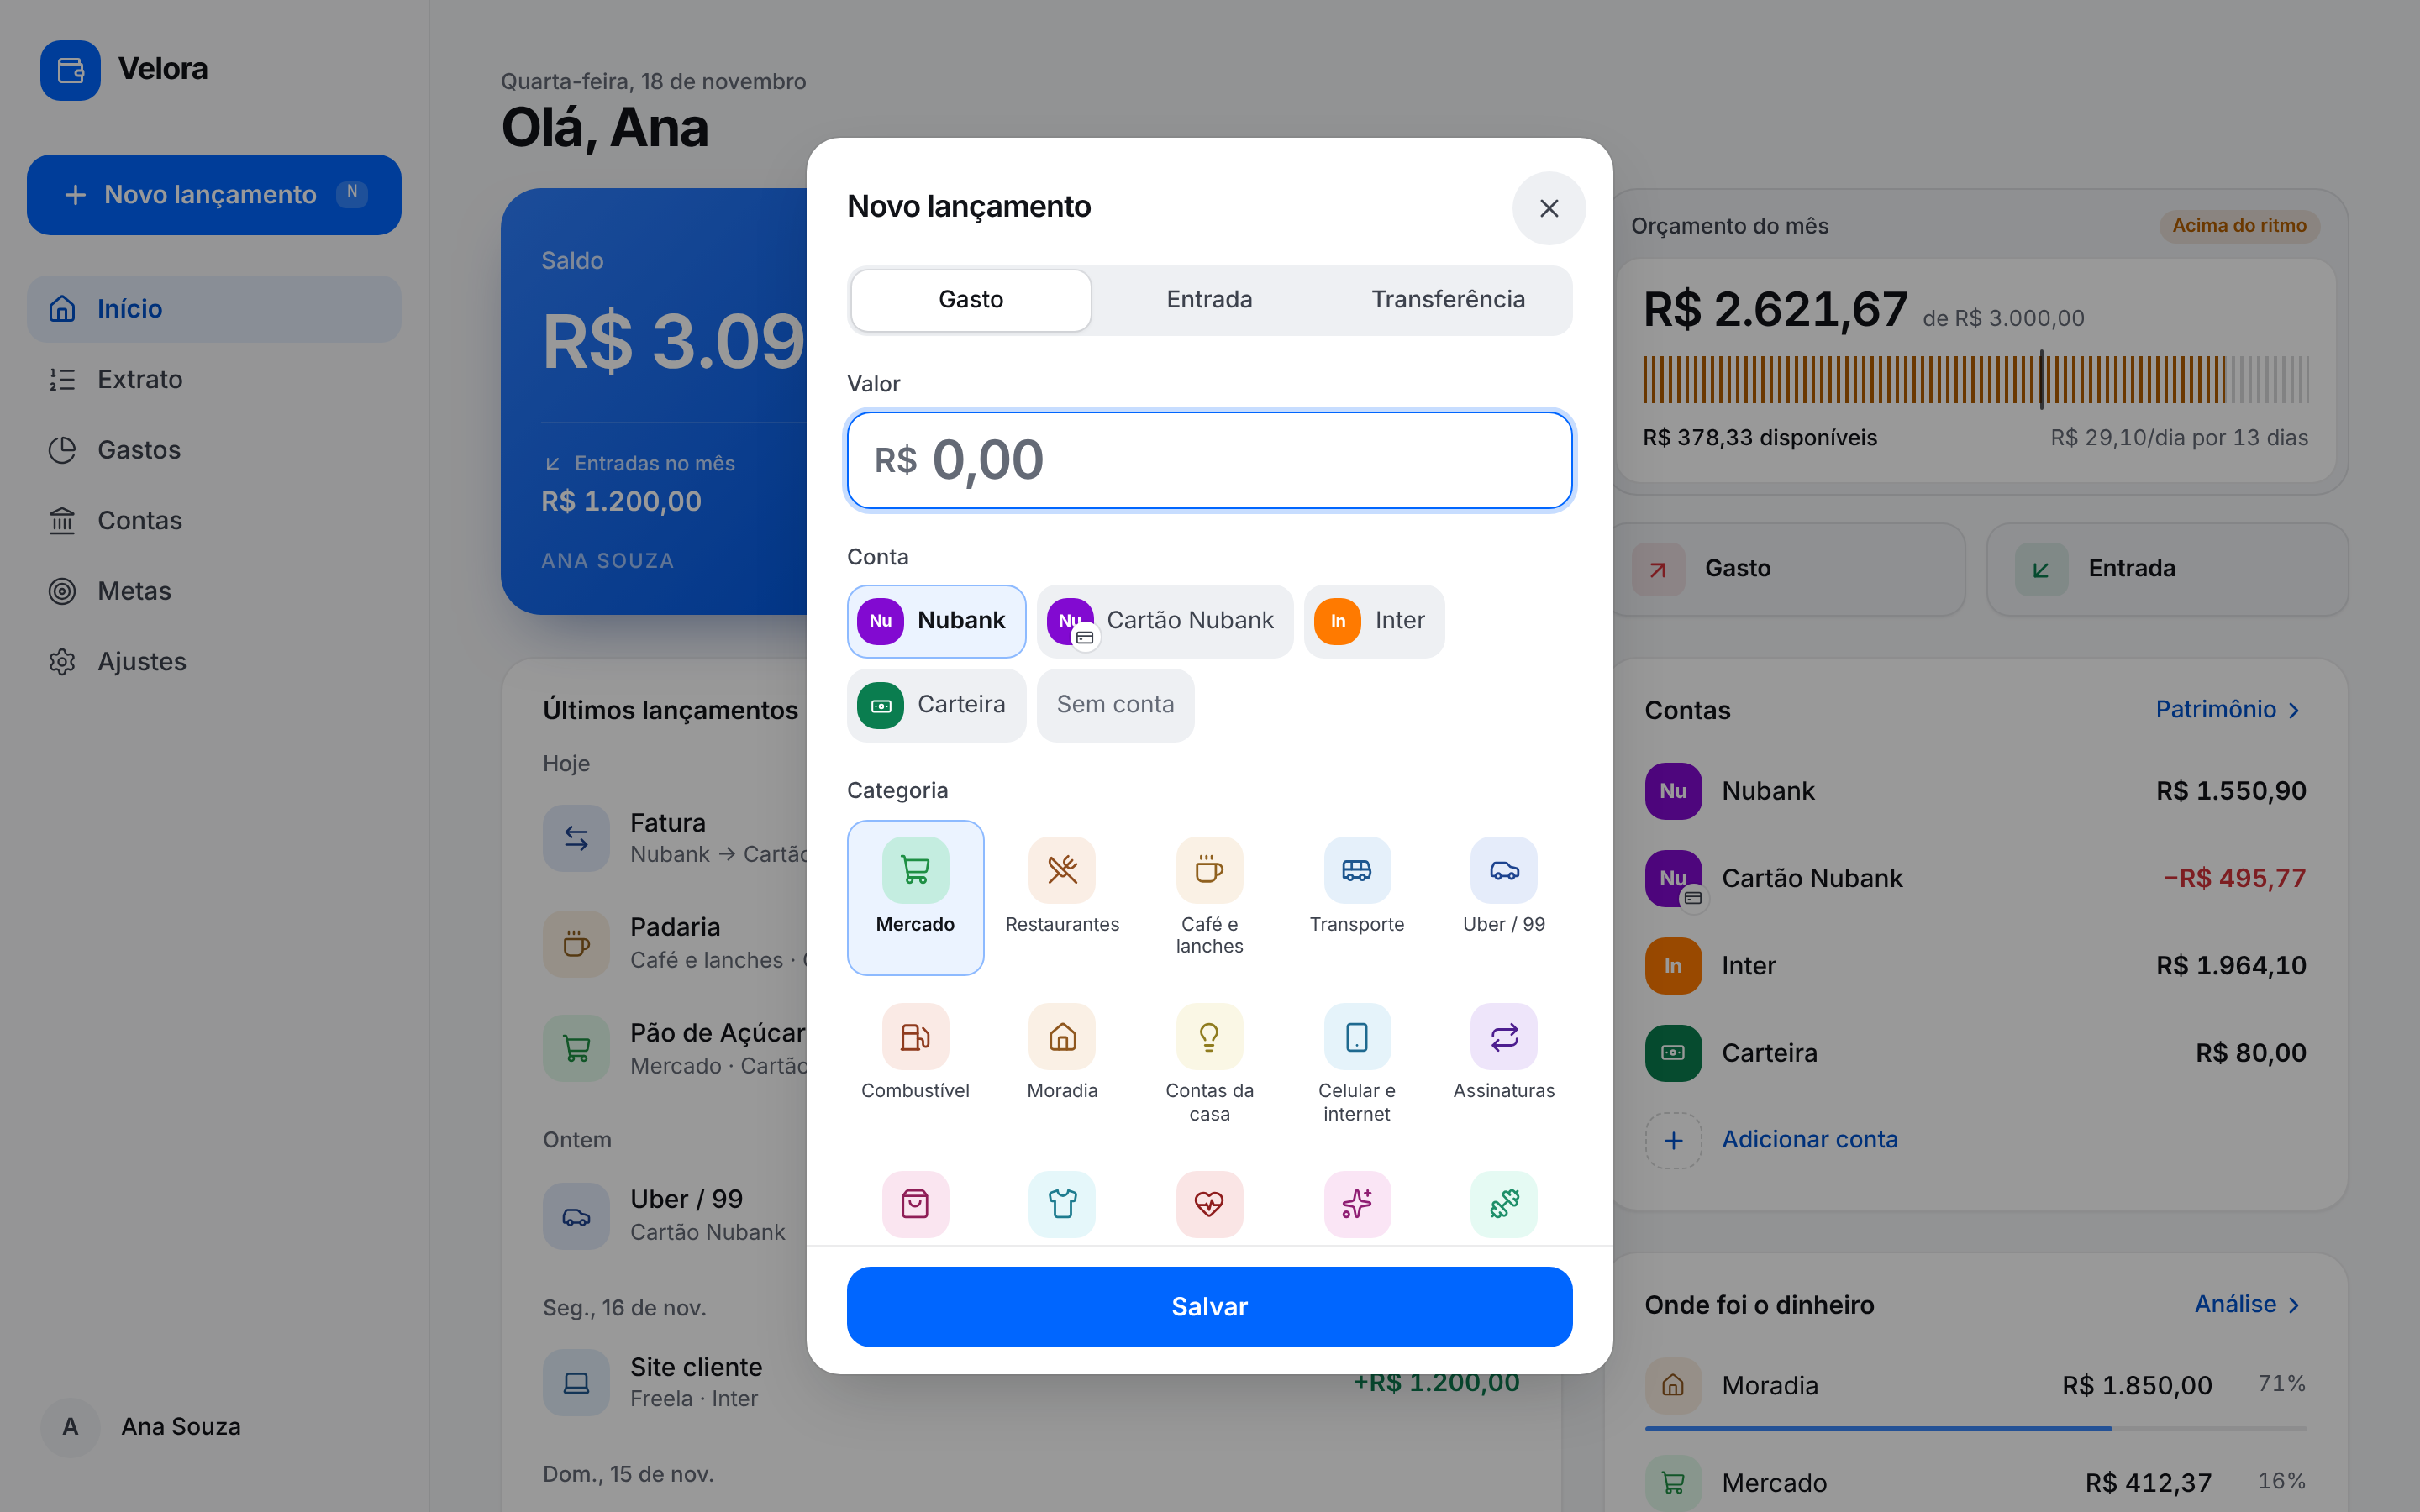 Velora
Novo lançamento N
Início
Extrato
Gastos
Contas
Metas
Ajustes
A Ana Souza
Quarta-feira, 18 de novembro
Olá, Ana
Saldo
R$ 3.09
Entradas no mês
R$ 1.200,00
ANA SOUZA
Últimos lançamentos
Hoje
Fatura
Nubank → Cartão
Padaria
Café e lanches ·
Pão de Açúcar
Mercado · Cartão
Ontem
Uber / 99
Cartão Nubank
Seg., 16 de nov.
Site cliente
Freela · Inter
+R$ 1.200,00
Dom., 15 de nov.
Novo lançamento
Gasto Entrada Transferência
Valor
R$ 0,00
Conta
Nu Nubank Nu Cartão Nubank In Inter
Carteira Sem conta
Categoria
Mercado Restaurantes Café e lanches Transporte Uber / 99
Combustível Moradia Contas da casa Celular e internet Assinaturas
Salvar
Orçamento do mês Acima do ritmo
R$ 2.621,67 de R$ 3.000,00
R$ 378,33 disponíveis R$ 29,10/dia por 13 dias
Gasto Entrada
Contas Patrimônio
Nu Nubank R$ 1.550,90
Nu Cartão Nubank −R$ 495,77
In Inter R$ 1.964,10
Carteira R$ 80,00
Adicionar conta
Onde foi o dinheiro Análise
Moradia R$ 1.850,00 71%
Mercado R$ 412,37 16%